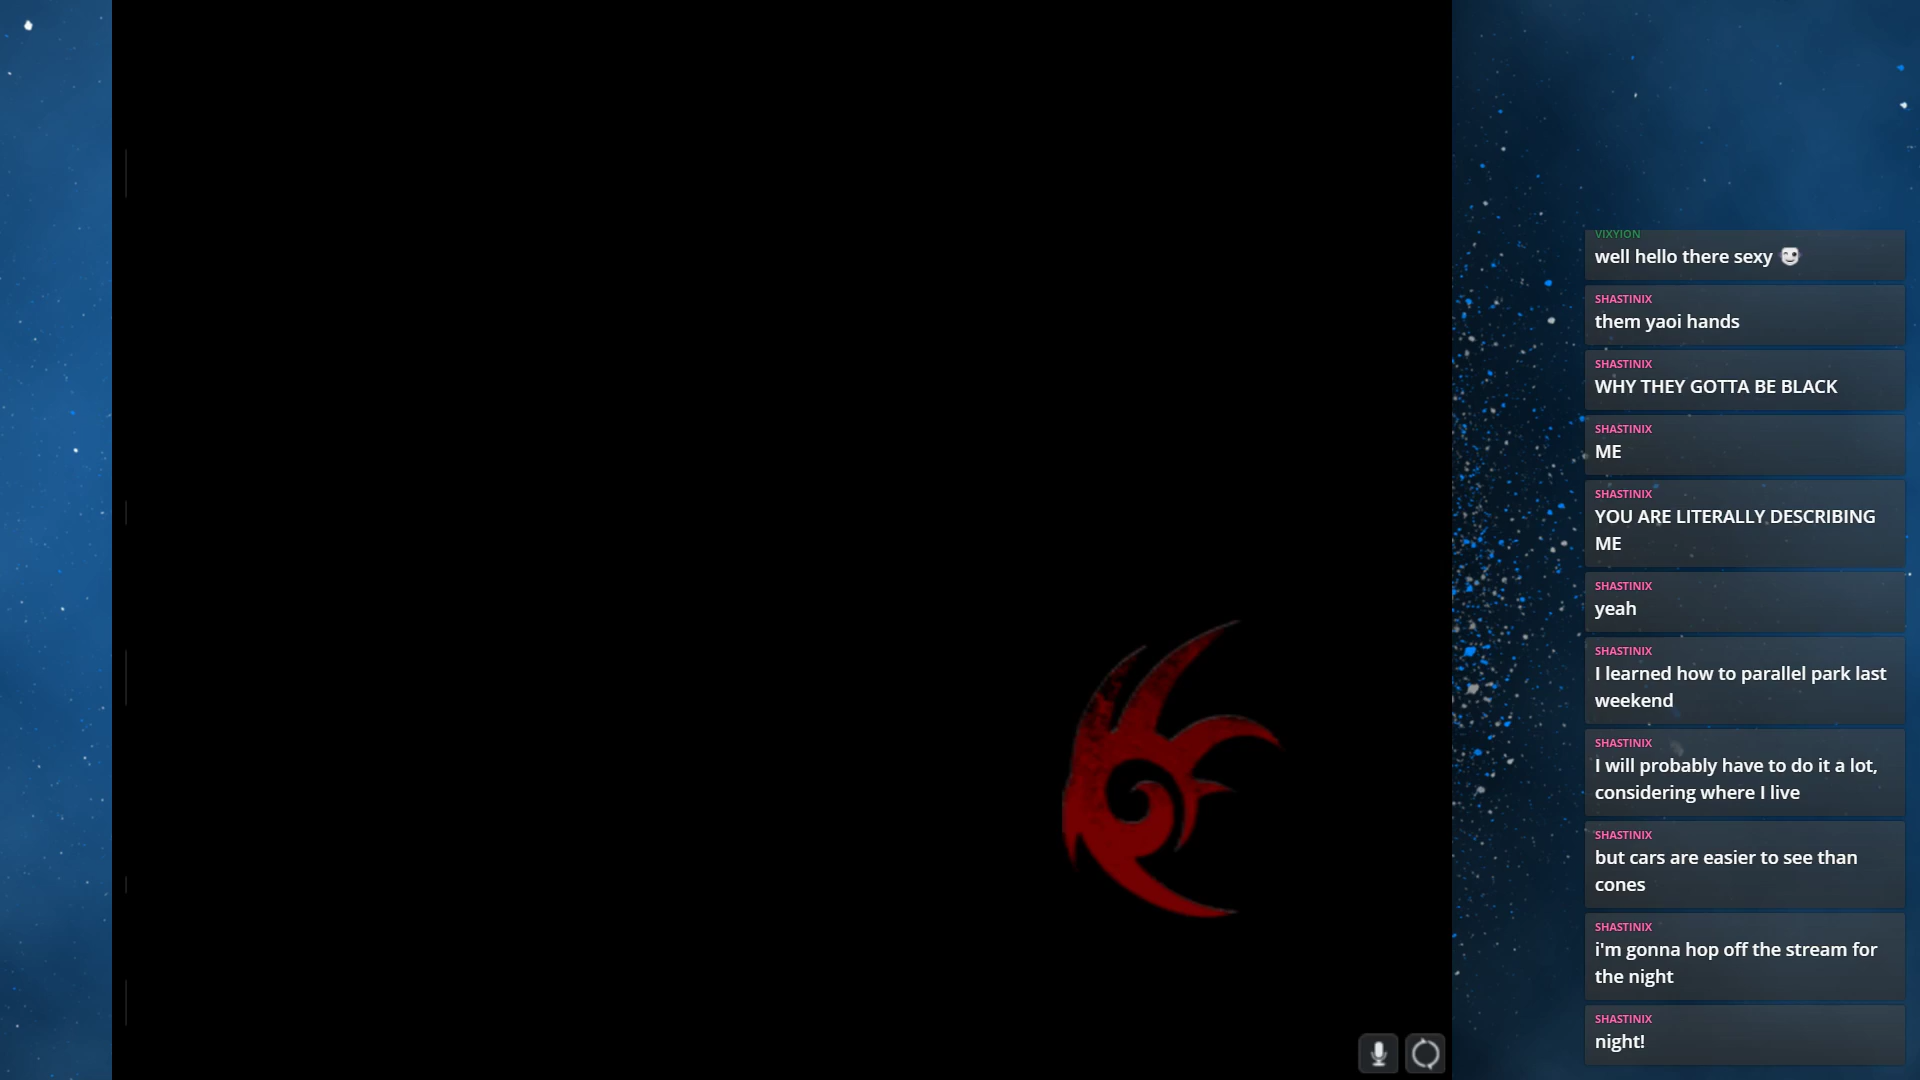 VIXYION
well hello there sexy
SHASTINIX
them yaoi hands
SHASTINIX
WHY THEY GOTTA BE BLACK
SHASTINIX
ME
SHASTINIX
YOU ARE LITERALLY DESCRIBING
ME
SHASTINIX
yeah
SHASTINIX
I learned how to parallel park last
weekend
SHASTINIX
I will probably have to do it a lot,
considering where I live
SHASTINIX
but cars are easier to see than
cones
SHASTINIX
i'm gonna hop off the stream for
the night
SHASTINIX
night!